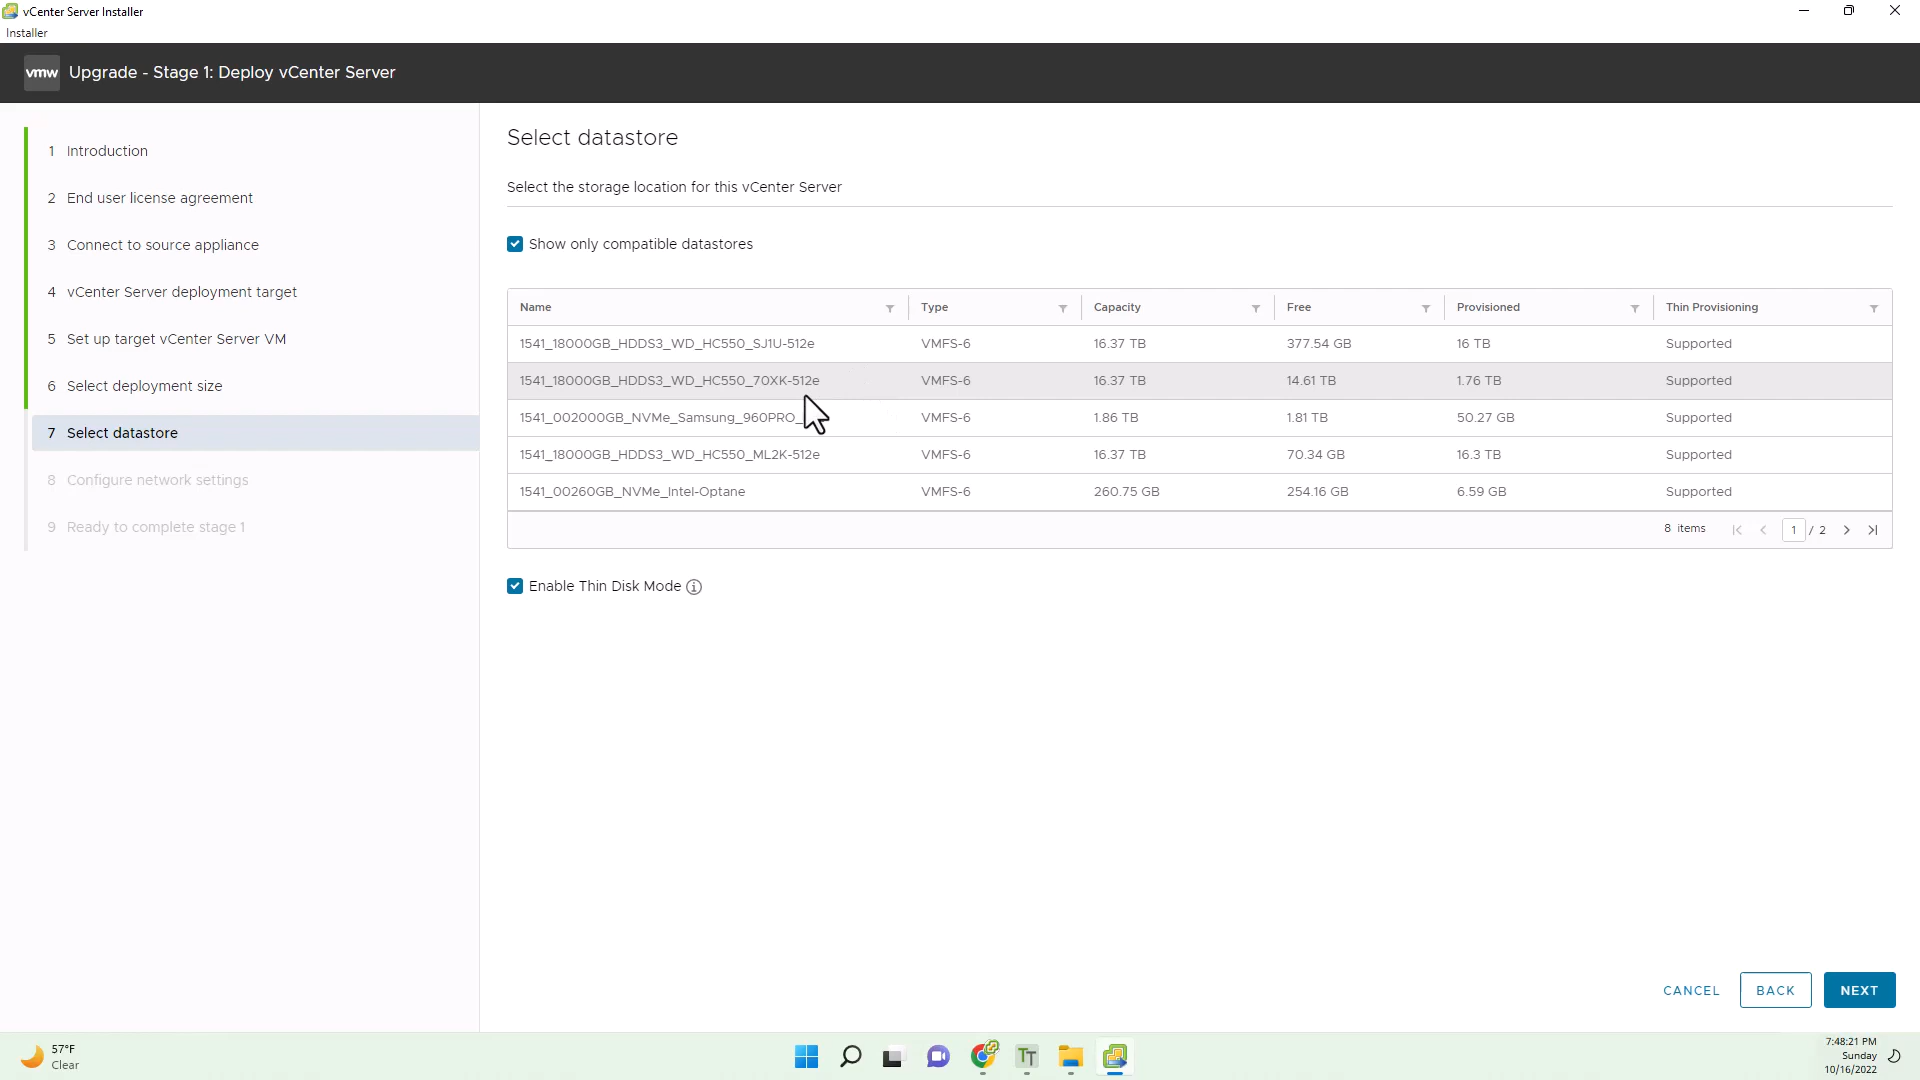 vCenter Server Installer
Installer
vmw Upgrade - Stage 1: Deploy vCenter Server
1 Introduction
2 End user license agreement
3 Connect to source appliance
4 vCenter Server deployment target
5 Set up target vCenter Server VM
6 Select deployment size
7 Select datastore
8 Configure network settings
9 Ready to complete stage 1
Select datastore
Select the storage location for this vCenter Server
Show only compatible datastores
Name Type Capacity Free Provisioned Thin Provisioning
1541_18000GB_HDDS3_WD_HC550_SJ1U-512e VMFS-6 16.37 TB 377.54 GB 16 TB Supported
1541_18000GB_HDDS3_WD_HC550_70XK-512e VMFS-6 16.37 TB 14.61 TB 1.76 TB Supported
1541_002000GB_NVMe_Samsung_960PRO_ VMFS-6 1.86 TB 1.81 TB 50.27 GB Supported
1541_18000GB_HDDS3_WD_HC550_ML2K-512e VMFS-6 16.37 TB 70.34 GB 16.3 TB Supported
1541_00260GB_NVMe_Intel-Optane VMFS-6 260.75 GB 254.16 GB 6.59 GB Supported
8 items 1 / 2
Enable Thin Disk Mode
CANCEL BACK NEXT
57°F
Clear
TT
7:48:21 PM
Sunday
10/16/2022